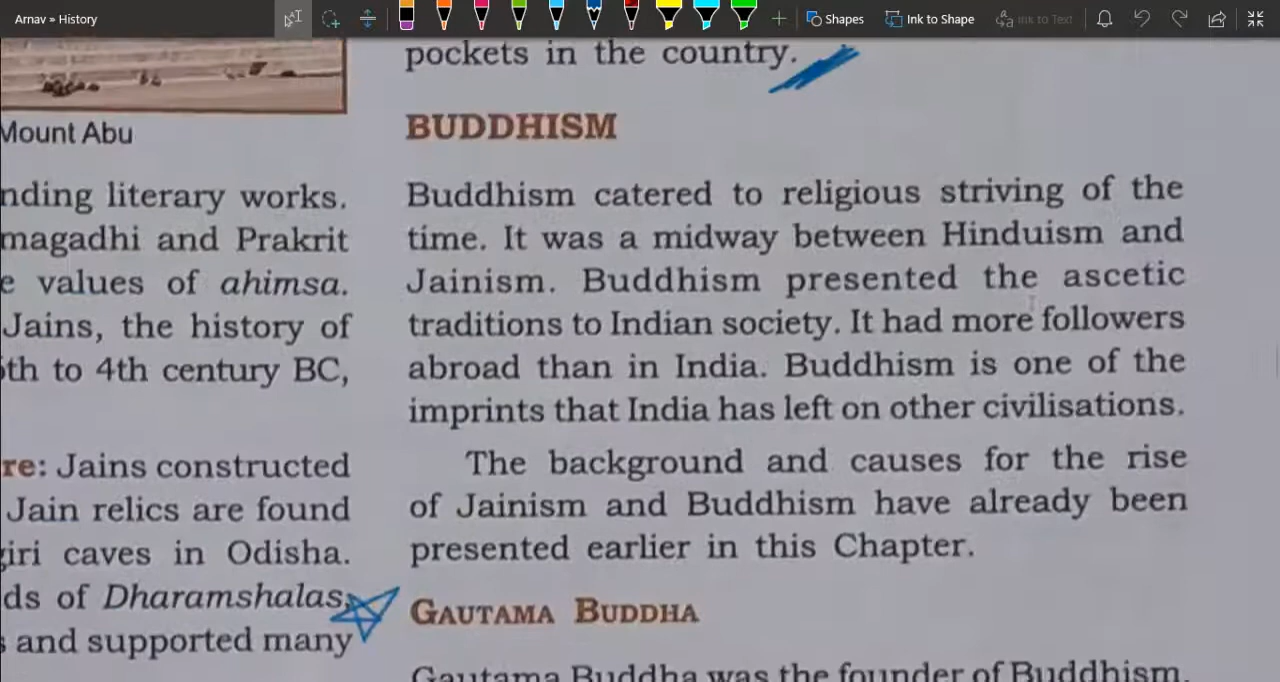 Arnav » History
Shapes
Ink to Shape
Ink to Text
Mount Abu
nding literary works.
magadhi and Prakrit
e values of ahimsa.
Jains, the history of
th to 4th century BC,
re: Jains constructed
Jain relics are found
giri caves in Odisha.
ds of Dharamshalas,
s and supported many
pockets in the country.
BUDDHISM
Buddhism catered to religious striving of the
time. It was a midway between Hinduism and
Jainism. Buddhism presented the ascetic
traditions to Indian society. It had more followers
abroad than in India. Buddhism is one of the
imprints that India has left on other civilisations.
The background and causes for the rise
of Jainism and Buddhism have already been
presented earlier in this Chapter.
GAUTAMA BUDDHA
Gautama Buddha was the founder of Buddhism.